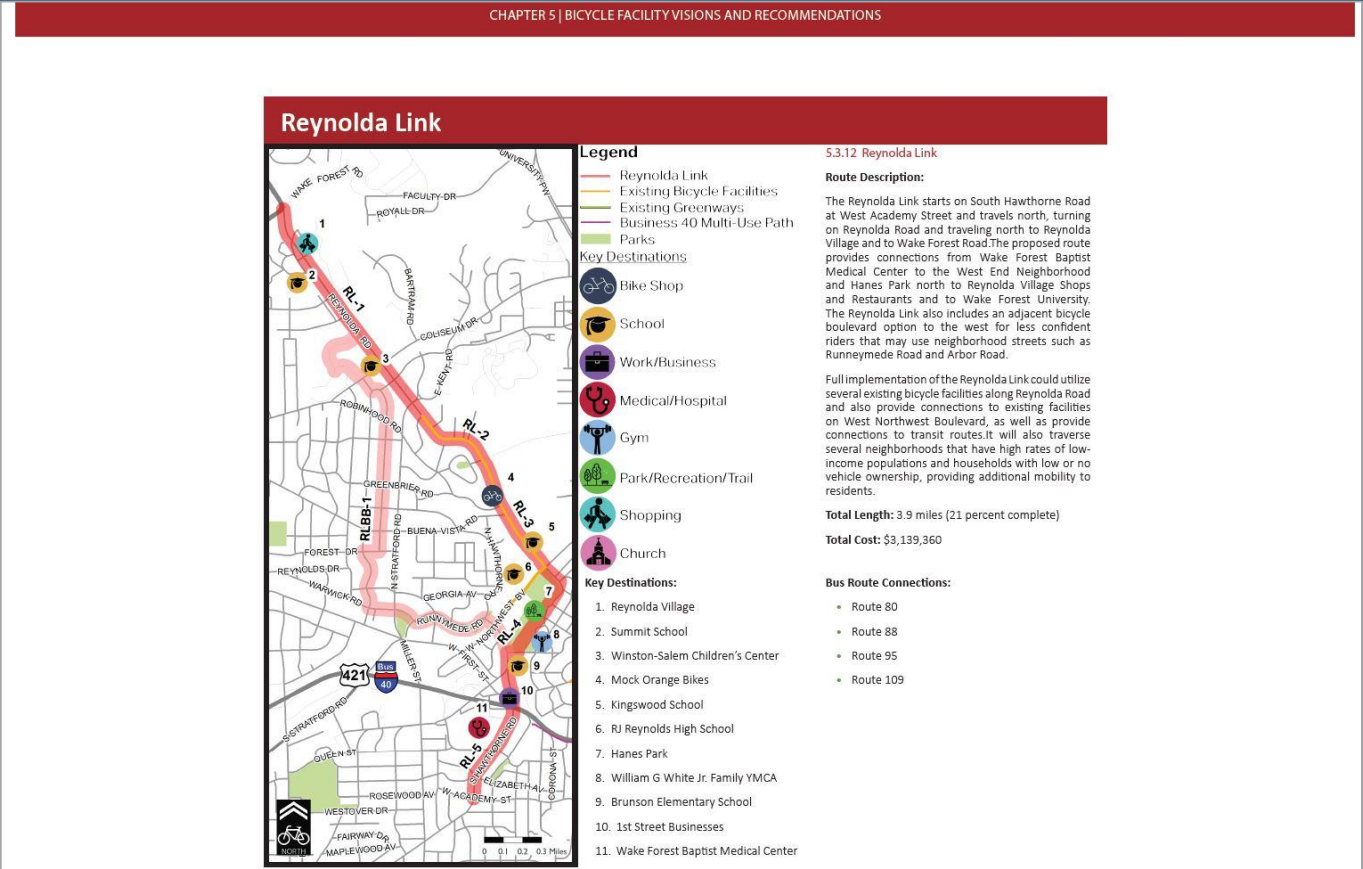 CHAPTER 5 | BICYCLE FACILITY VISIONS AND RECOMMENDATIONS
Reynolda Link
WAKE FOREST RD
UNIVERSITY PW
FACULTY DR
ROYALL DR
1
2
RL-1
REYNOLDA RD
BARTRAM RD
COLISEUM DR
3
E KENT RD
ROBINHOOD RD
RL-2
4
GREENBRIER RD
RL-3
RLBB-1
N STRATFORD RD
BUENA VISTA RD
N HAWTHORNE RD
5
FOREST DR
REYNOLDS DR
6
WARWICK RD
GEORGIA AV
7
RUNNYMEDE RD
W NORTHWEST BV
RL-4
8
MILLER ST
W FIRST ST
9
421
Bus
40
10
11
S STRATFORD RD
QUEEN ST
RL-5
S HAWTHORNE RD
CORONA ST
ELIZABETH AV
ROSEWOOD AV
W ACADEMY ST
WESTOVER DR
FAIRWAY DR
MAPLEWOOD AV
NORTH
0 0.1 0.2 0.3 Miles
Legend
Reynolda Link
Existing Bicycle Facilities
Existing Greenways
Business 40 Multi-Use Path
Parks
Key Destinations
Bike Shop
School
Work/Business
Medical/Hospital
Gym
Park/Recreation/Trail
Shopping
Church
Key Destinations:
1. Reynolda Village
2. Summit School
3. Winston-Salem Children's Center
4. Mock Orange Bikes
5. Kingswood School
6. RJ Reynolds High School
7. Hanes Park
8. William G White Jr. Family YMCA
9. Brunson Elementary School
10. 1st Street Businesses
11. Wake Forest Baptist Medical Center
5.3.12 Reynolda Link
Route Description:
The Reynolda Link starts on South Hawthorne Road
at West Academy Street and travels north, turning
on Reynolda Road and traveling north to Reynolda
Village and to Wake Forest Road.The proposed route
provides connections from Wake Forest Baptist
Medical Center to the West End Neighborhood
and Hanes Park north to Reynolda Village Shops
and Restaurants and to Wake Forest University.
The Reynolda Link also includes an adjacent bicycle
boulevard option to the west for less confident
riders that may use neighborhood streets such as
Runneymede Road and Arbor Road.
Full implementation of the Reynolda Link could utilize
several existing bicycle facilities along Reynolda Road
and also provide connections to existing facilities
on West Northwest Boulevard, as well as provide
connections to transit routes.It will also traverse
several neighborhoods that have high rates of low-
income populations and households with low or no
vehicle ownership, providing additional mobility to
residents.
Total Length: 3.9 miles (21 percent complete)
Total Cost: $3,139,360
Bus Route Connections:
• Route 80
• Route 88
• Route 95
• Route 109